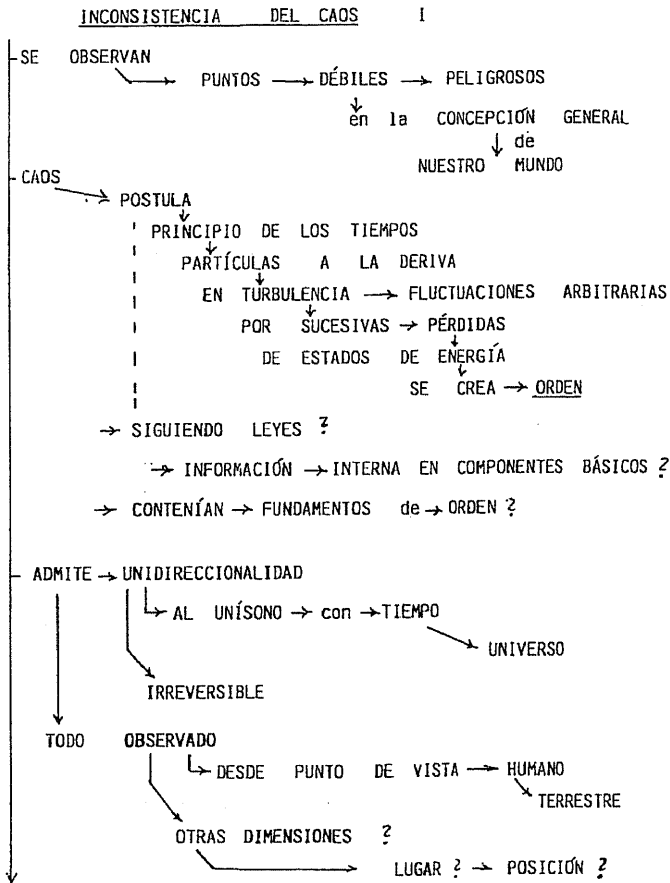 INCONSISTENCIA DEL CAOS I
SE OBSERVAN
PUNTOS → DÉBILES → PELIGROSOS
en la CONCEPCIÓN GENERAL
de
NUESTRO MUNDO
CAOS
POSTULA
PRINCIPIO DE LOS TIEMPOS
PARTÍCULAS A LA DERIVA
EN TURBULENCIA → FLUCTUACIONES ARBITRARIAS
POR SUCESIVAS → PÉRDIDAS
DE ESTADOS DE ENERGÍA
SE CREA → ORDEN
→ SIGUIENDO LEYES ?
→ INFORMACIÓN → INTERNA EN COMPONENTES BÁSICOS ?
→ CONTENÍAN → FUNDAMENTOS de → ORDEN ?
ADMITE → UNIDIRECCIONALIDAD
AL UNÍSONO → con → TIEMPO
UNIVERSO
IRREVERSIBLE
TODO OBSERVADO
DESDE PUNTO DE VISTA → HUMANO
TERRESTRE
OTRAS DIMENSIONES ?
LUGAR ? → POSICIÓN ?